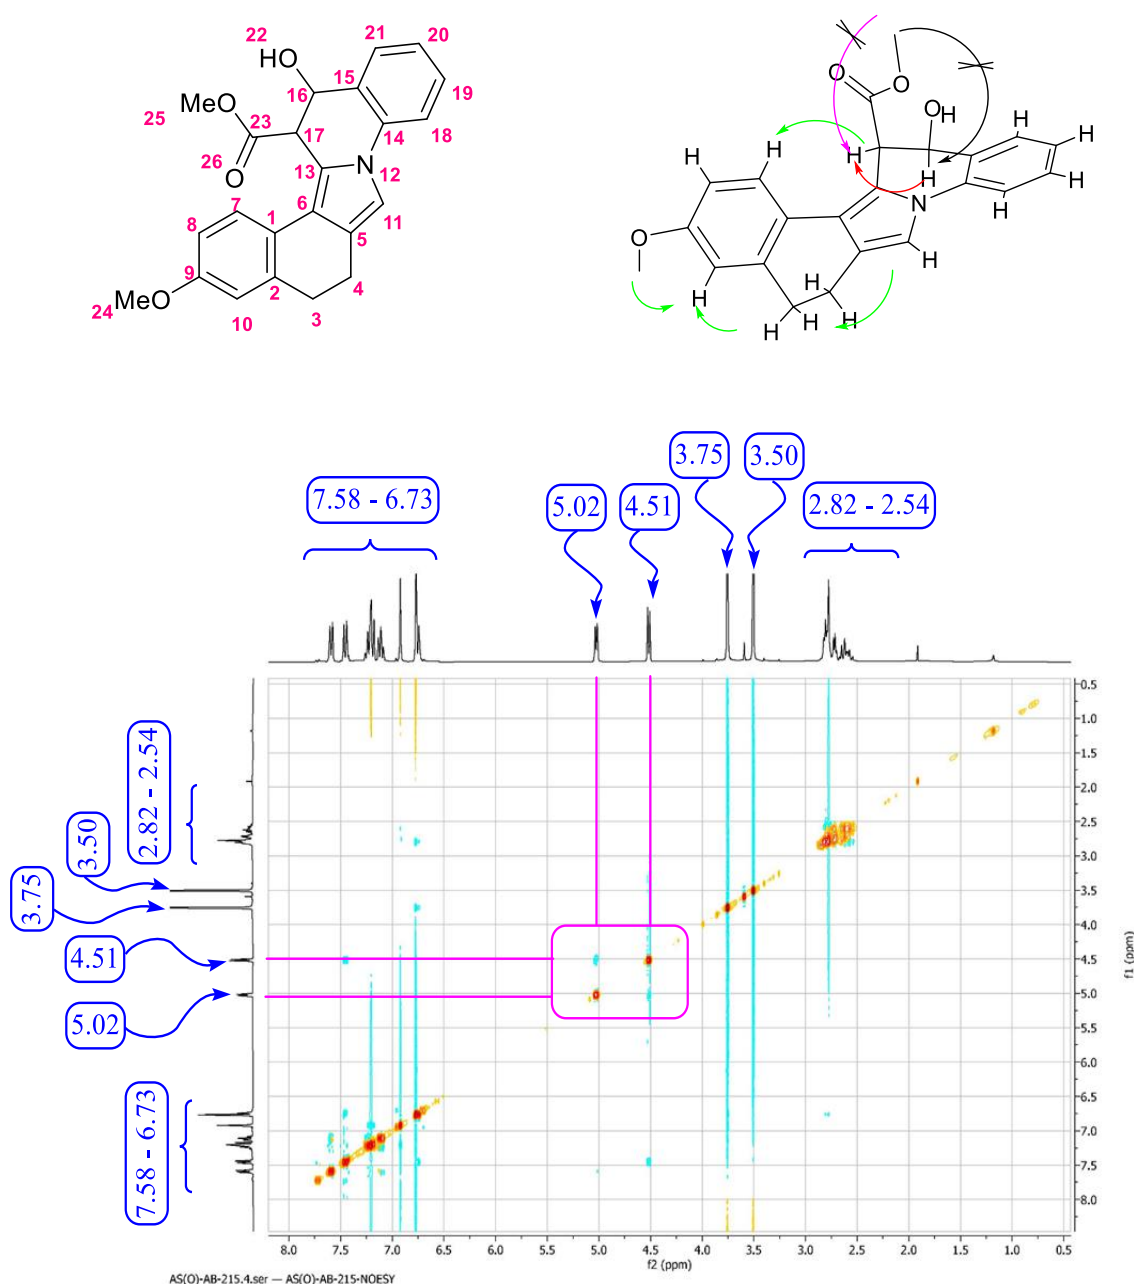 22
HO
21
20
15
16
19
MeO
25
23
17
14
18
26
O
13
N
12
7
6
11
8
1
5
9
2
4
MeO
24
10
3
O
O
OH
H
H
H
H
H
H
H
N
O
H
H
H
H
H
H
3.75
3.50
7.58 - 6.73
5.02
4.51
2.82 - 2.54
2.82 - 2.54
3.50
3.75
4.51
5.02
7.58 - 6.73
0.5
1.0
1.5
2.0
2.5
3.0
3.5
4.0
4.5
5.0
5.5
6.0
6.5
7.0
7.5
8.0
f1 (ppm)
8.0 7.5 7.0 6.5 6.0 5.5 5.0 4.5 4.0 3.5 3.0 2.5 2.0 1.5 1.0 0.5
f2 (ppm)
AS(O)-AB-215.4.ser — AS(O)-AB-215-NOESY